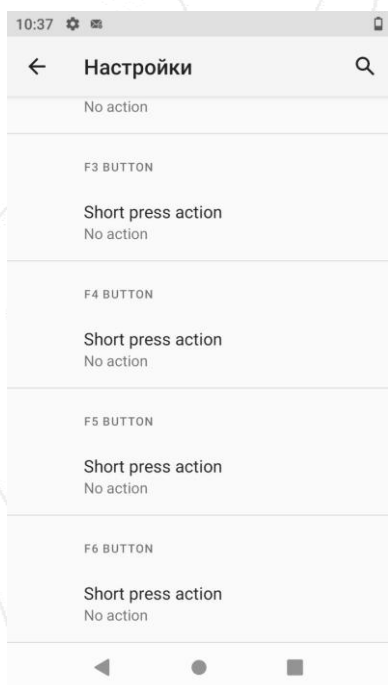 10:37
Настройки
No action
F3 BUTTON
Short press action
No action
F4 BUTTON
Short press action
No action
F5 BUTTON
Short press action
No action
F6 BUTTON
Short press action
No action